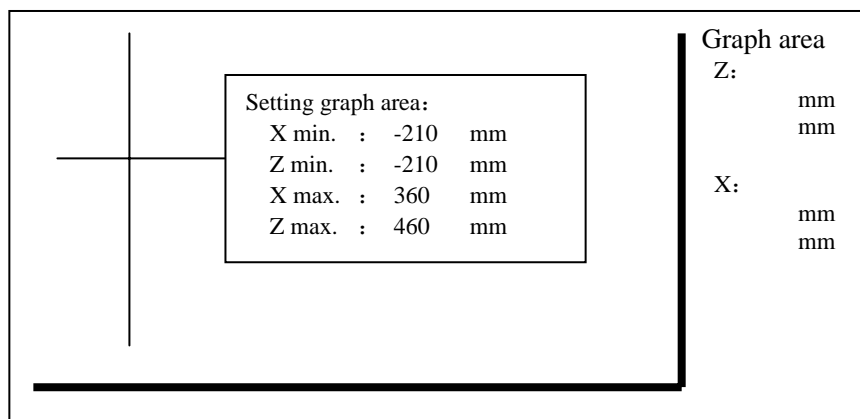 Setting graph area：
X min. ： -210 mm
Z min. ： -210 mm
X max. ： 360 mm
Z max. ： 460 mm
Graph area
Z：
mm
mm
X：
mm
mm